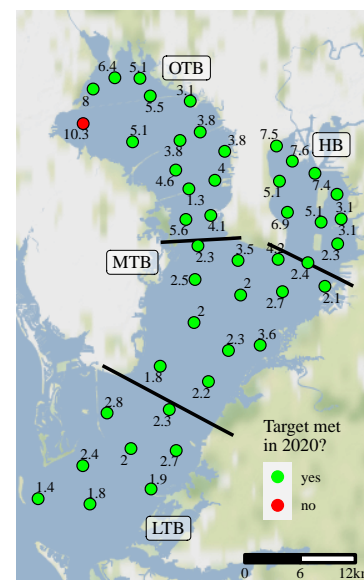 6.4 5.1
OTB
8 5.5 3.1
10.3 5.1 3.8
3.8 3.8
7.5 HB
7.6
4.6 4 5.1 7.4
1.3
5.6 4.1 6.9 5.1 3.1
3.1
MTB 2.3 3.5 4.2 2.3
2.4
2.5 2 2.7 2.1
2
2.3 3.6
1.8 2.2
2.8 2.3
Target met
in 2020?
2.4 2 2.7
yes
1.4 1.8 1.9
no
LTB
0 6 12k